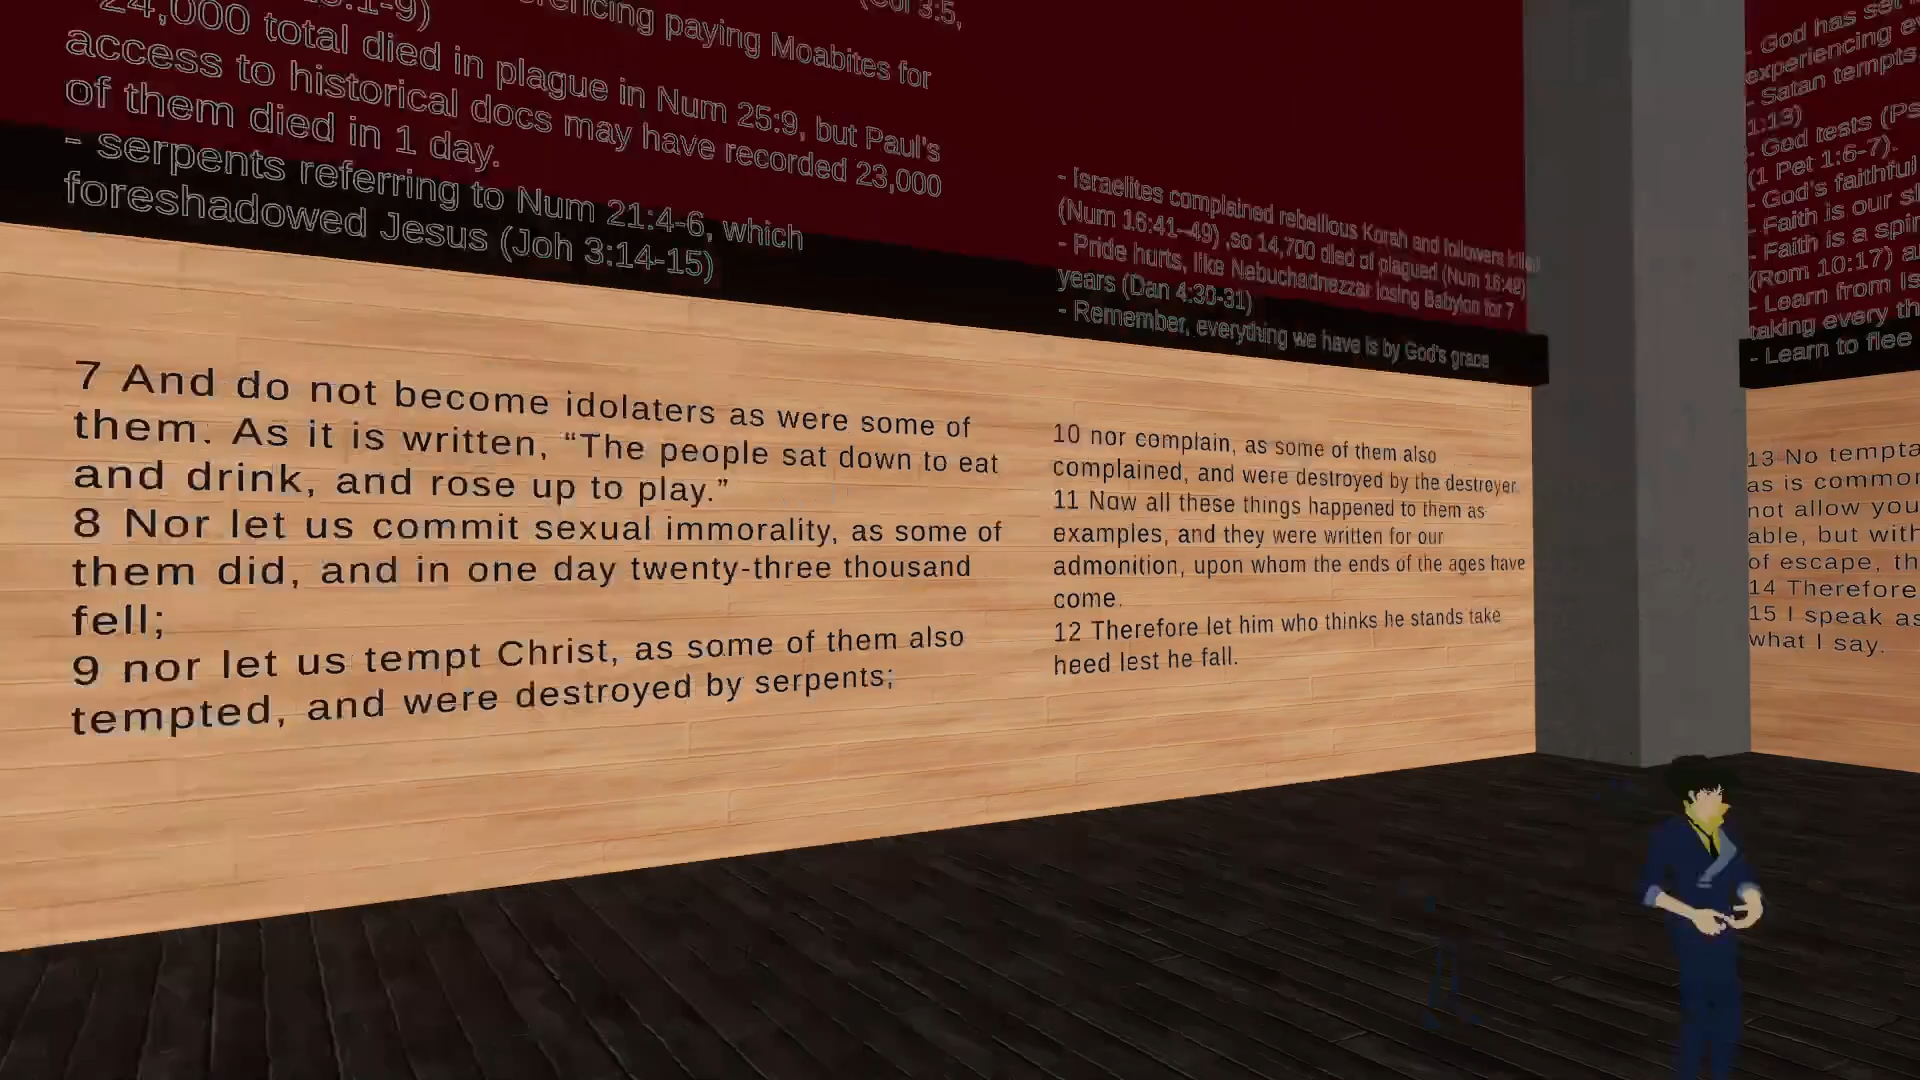 24,000 total died in plague in Num 25:9, but Paul's
access to historical docs may have recorded 23,000
of them died in 1 day.
- serpents referring to Num 21:4-6, which
foreshadowed Jesus (Joh 3:14-15)
paying Moabites for
- Israelites complained rebellious Korah and followers killed
(Num 16:41–49) ,so 14,700 died of plagued (Num 16:49)
- Pride hurts, like Nebuchadnezzar losing Babylon for 7
years (Dan 4:30-31)
- Remember, everything we have is by God's grace
- God has set
experiencing
- Satan tempts
1:13)
- God tests (Ps
(1 Pet 1:6-7).
- God's faithful
- Faith is our
- Faith is a
(Rom 10:17)
- Learn from
taking every
- Learn to flee
7 And do not become idolaters as were some of
them. As it is written, “The people sat down to eat
and drink, and rose up to play.”
8 Nor let us commit sexual immorality, as some of
them did, and in one day twenty-three thousand
fell;
9 nor let us tempt Christ, as some of them also
tempted, and were destroyed by serpents;
10 nor complain, as some of them also
complained, and were destroyed by the destroyer.
11 Now all these things happened to them as
examples, and they were written for our
admonition, upon whom the ends of the ages have
come.
12 Therefore let him who thinks he stands take
heed lest he fall.
13 No tempta
as is common
not allow you
able, but with
of escape, th
14 Therefore
15 I speak as
what I say.